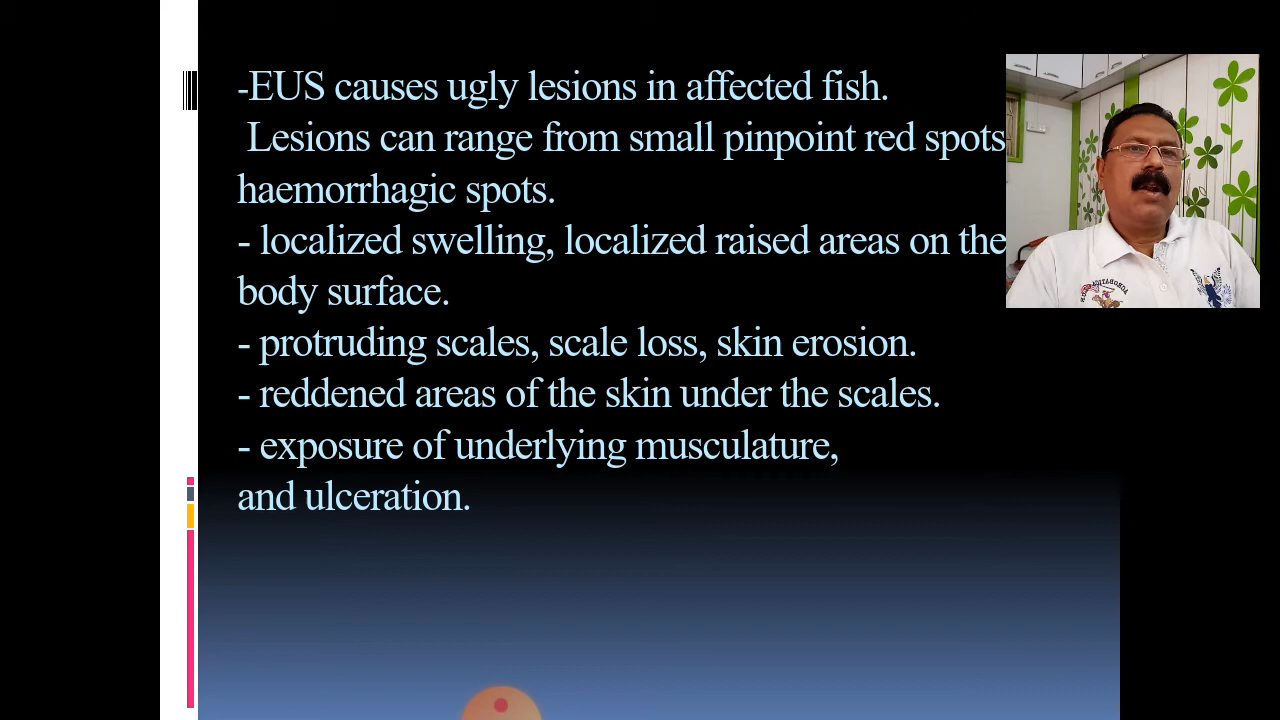 -EUS causes ugly lesions in affected fish.
Lesions can range from small pinpoint red spots
haemorrhagic spots.
- localized swelling, localized raised areas on the
body surface.
- protruding scales, scale loss, skin erosion.
- reddened areas of the skin under the scales.
- exposure of underlying musculature,
and ulceration.